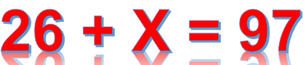 26 + X = 97